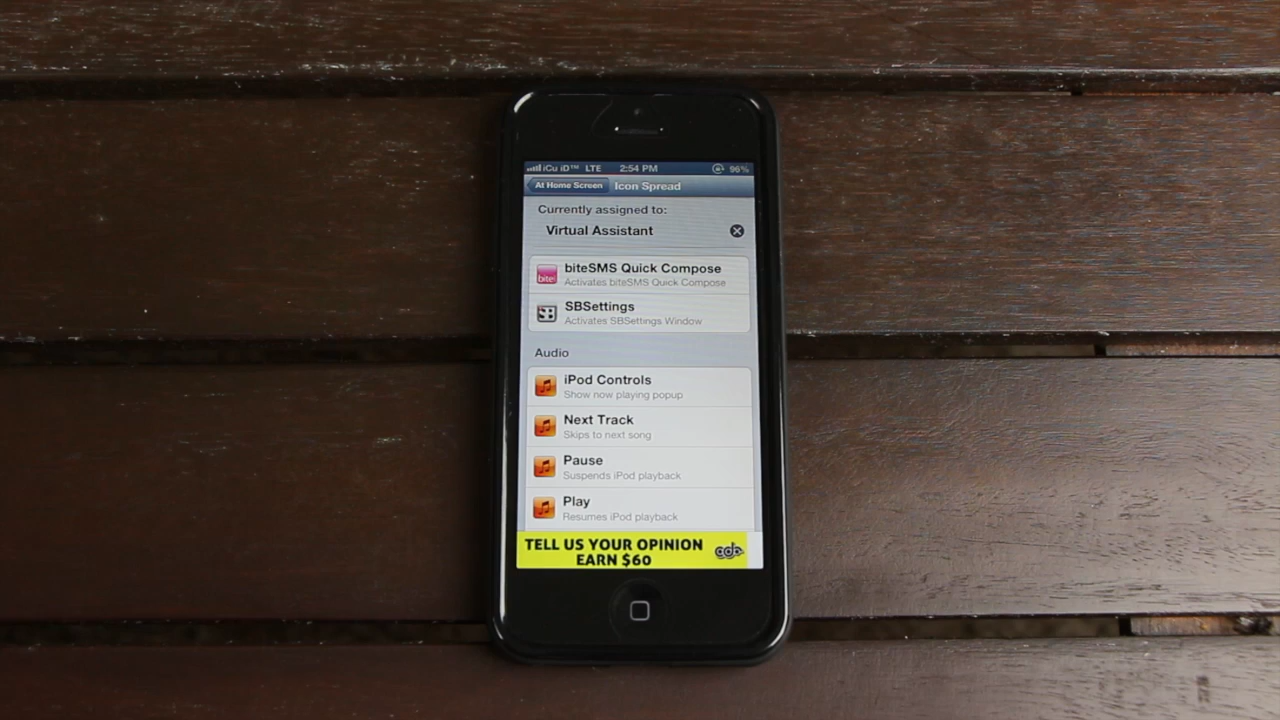 iCu iD™ LTE 2:54 PM 96%
At Home Screen Icon Spread
Currently assigned to:
Virtual Assistant
bite
biteSMS Quick Compose
Activates biteSMS Quick Compose
SBSettings
Activates SBSettings Window
Audio
iPod Controls
Show now playing popup
Next Track
Skips to next song
Pause
Suspends iPod playback
Play
Resumes iPod playback
TELL US YOUR OPINION
EARN $60